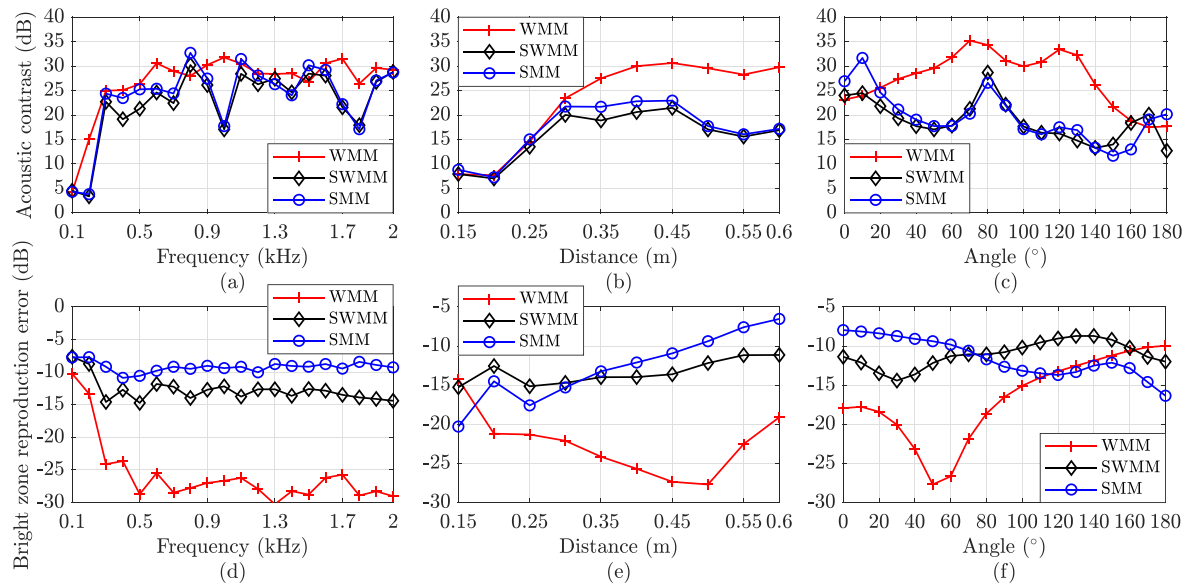 Acoustic contrast (dB)
40
35
30
25
20
15
10
5
0
0.1 0.5 0.9 1.3 1.7 2
Frequency (kHz)
(a)
WMM
SWMM
SMM
40
35
30
25
20
15
10
5
0
0.15 0.25 0.35 0.45 0.55 0.6
Distance (m)
(b)
WMM
SWMM
SMM
40
35
30
25
20
15
10
5
0
0 20 40 60 80 100 120 140 160 180
Angle (°)
(c)
WMM
SWMM
SMM
Bright zone reproduction error (dB)
0
-5
-10
-15
-20
-25
-30
0.1 0.5 0.9 1.3 1.7 2
Frequency (kHz)
(d)
WMM
SWMM
SMM
-5
-10
-15
-20
-25
-30
0.15 0.25 0.35 0.45 0.55 0.6
Distance (m)
(e)
WMM
SWMM
SMM
-5
-10
-15
-20
-25
-30
0 20 40 60 80 100 120 140 160 180
Angle (°)
(f)
WMM
SWMM
SMM